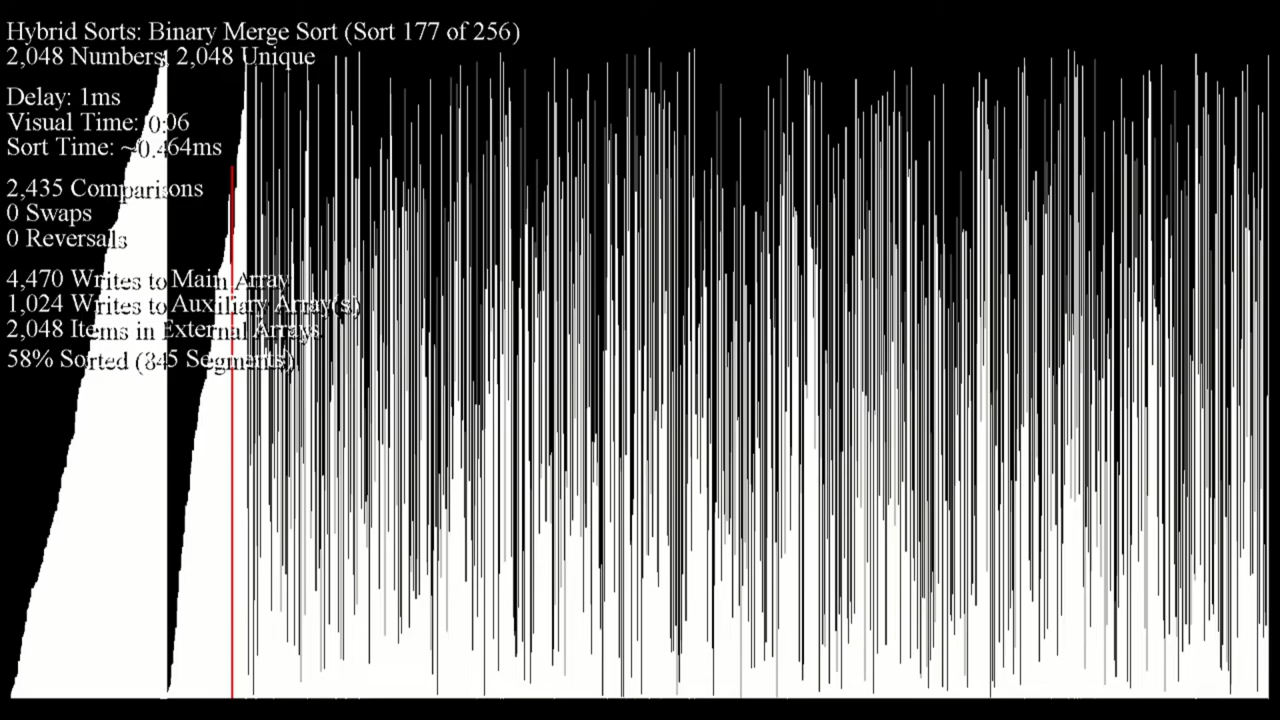 Hybrid Sorts: Binary Merge Sort (Sort 177 of 256)
2,048 Numbers, 2,048 Unique
Delay: 1ms
Visual Time: 0:06
Sort Time: ~0.464ms
2,435 Comparisons
0 Swaps
0 Reversals
4,470 Writes to Main Array
1,024 Writes to Auxiliary Array(s)
2,048 Items in External Arrays
58% Sorted (845 Segments)